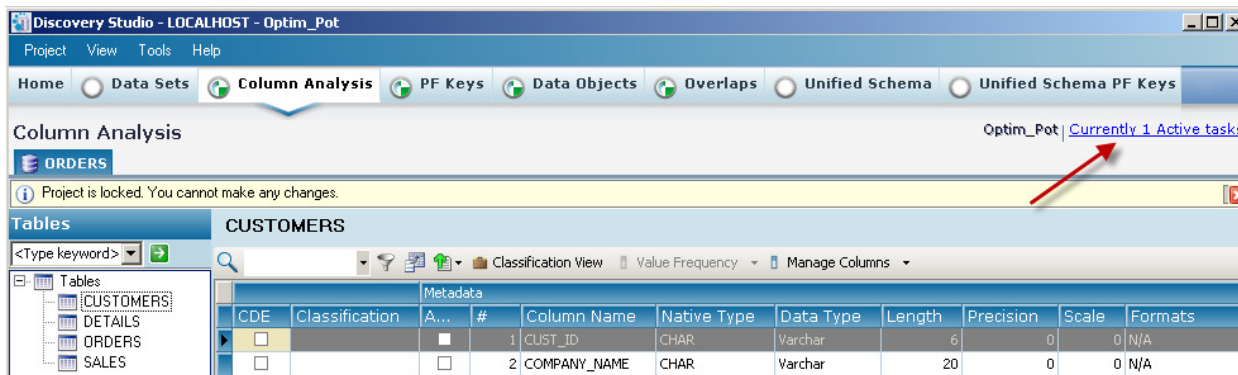 Discovery Studio - LOCALHOST - Optim_Pot
Project View Tools Help
Home Data Sets Column Analysis PF Keys Data Objects Overlaps Unified Schema Unified Schema PF Keys
Column Analysis
Optim_Pot | Currently 1 Active tasks
ORDERS
Project is locked. You cannot make any changes.
Tables
CUSTOMERS
<Type keyword>
Classification View Value Frequency Manage Columns
Tables
CUSTOMERS
DETAILS
ORDERS
SALES
Metadata
CDE Classification A... # Column Name Native Type Data Type Length Precision Scale Formats
1 CUST_ID CHAR Varchar 6 0 0 N/A
2 COMPANY_NAME CHAR Varchar 20 0 0 N/A